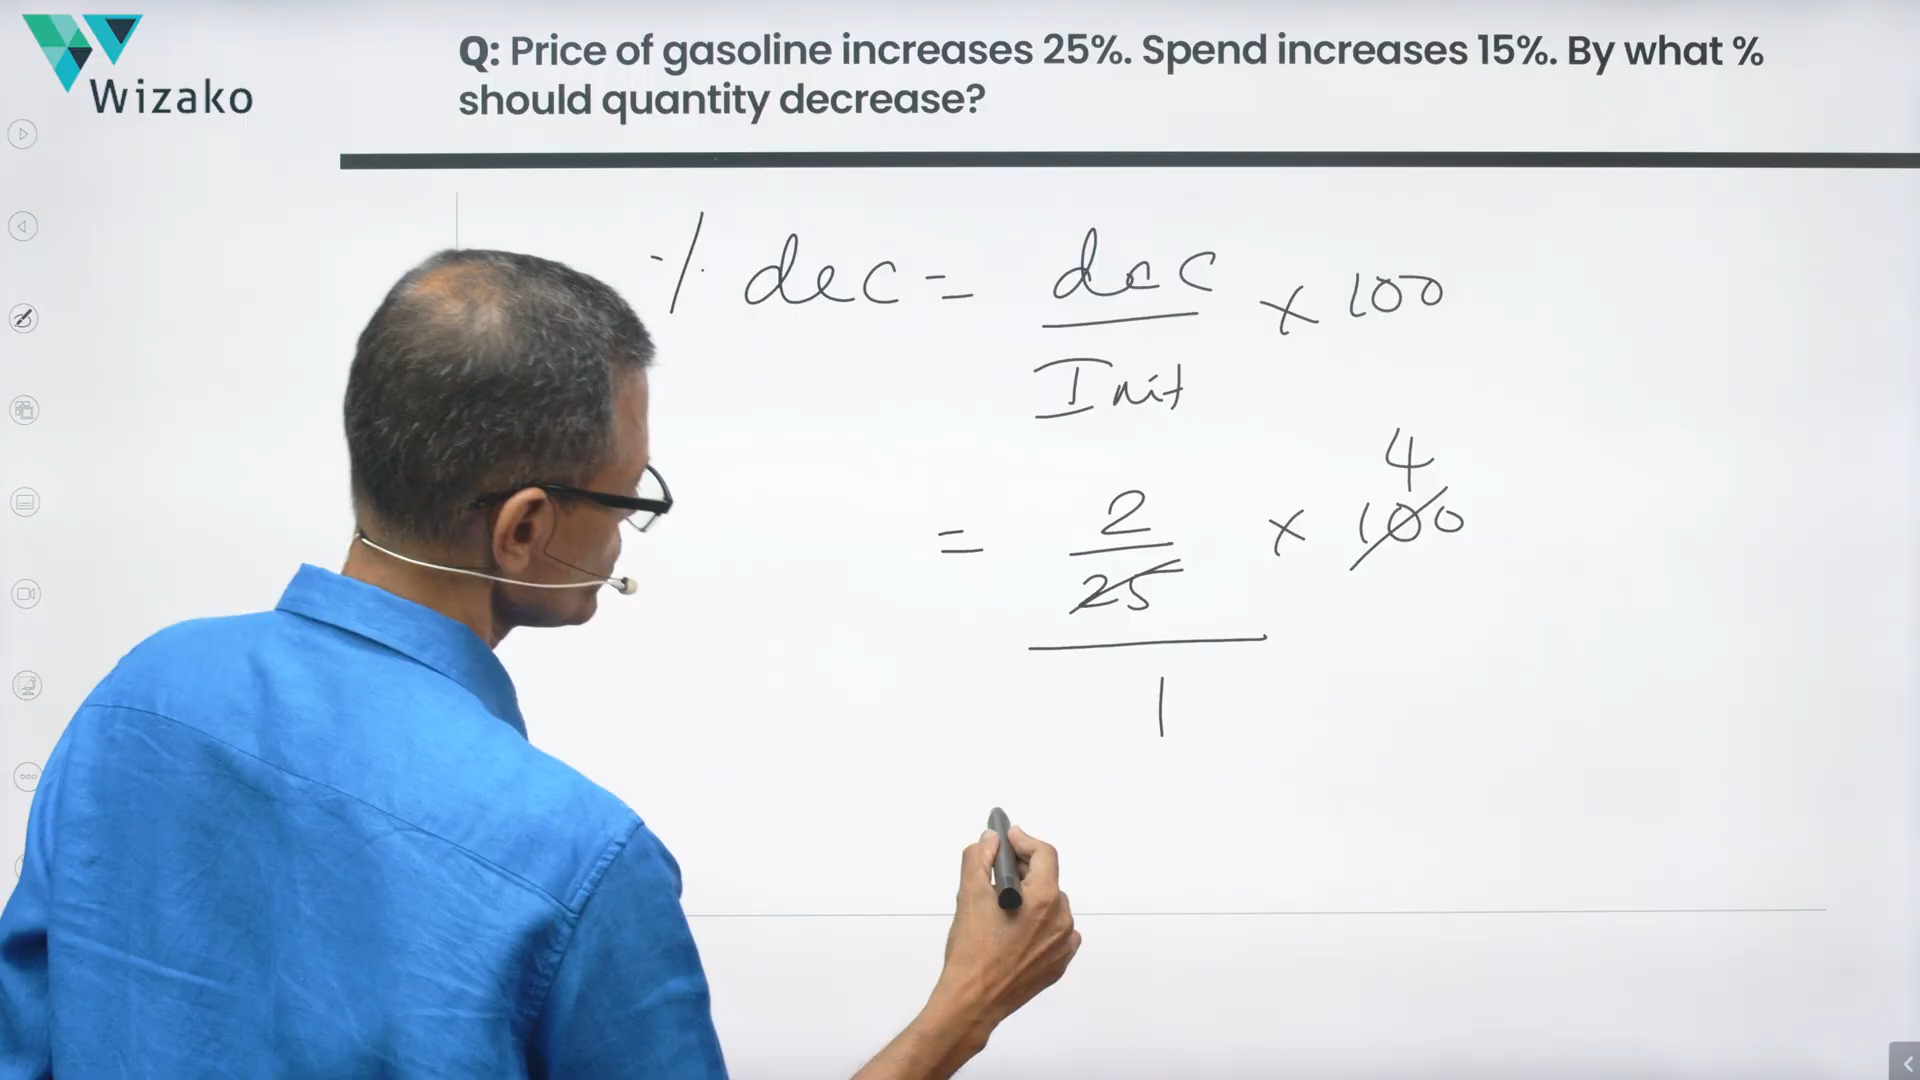 Wizako
Q: Price of gasoline increases 25%. Spend increases 15%. By what %
should quantity decrease?
% dec = dec / Init × 100
4
= 2 / 25 × 100
1